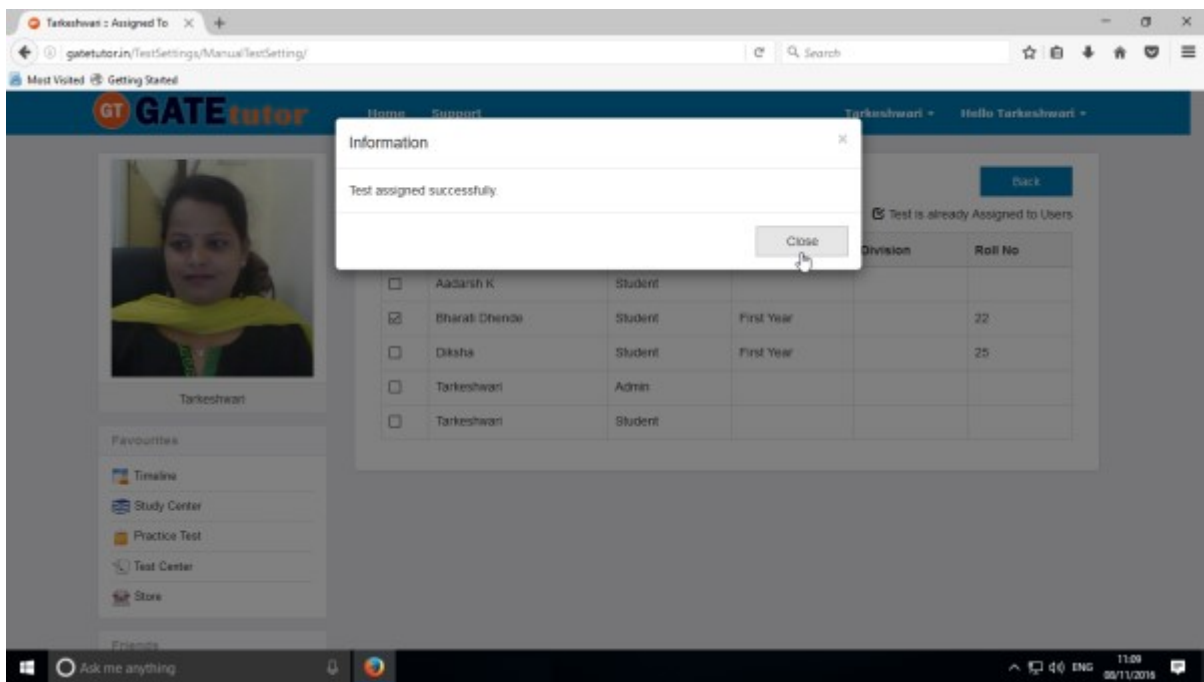 Tarkeshwari :: Assigned To
gatetutor.in/TestSettings/ManualTestSetting/
Search
Most Visited Getting Started
GT GATEtutor Home Support Tarkeshwari Hello Tarkeshwari
Information
Test assigned successfully.
Close
Back
Test is already Assigned to Users
Division Roll No
Aadarsh K Student
Bharati Dhende Student First Year 22
Diksha Student First Year 25
Tarkeshwari Admin
Tarkeshwari Student
Tarkeshwari
Favourites
Timeline
Study Center
Practice Test
Test Center
Store
Friends
Ask me anything
ENG
11:09
08/11/2016